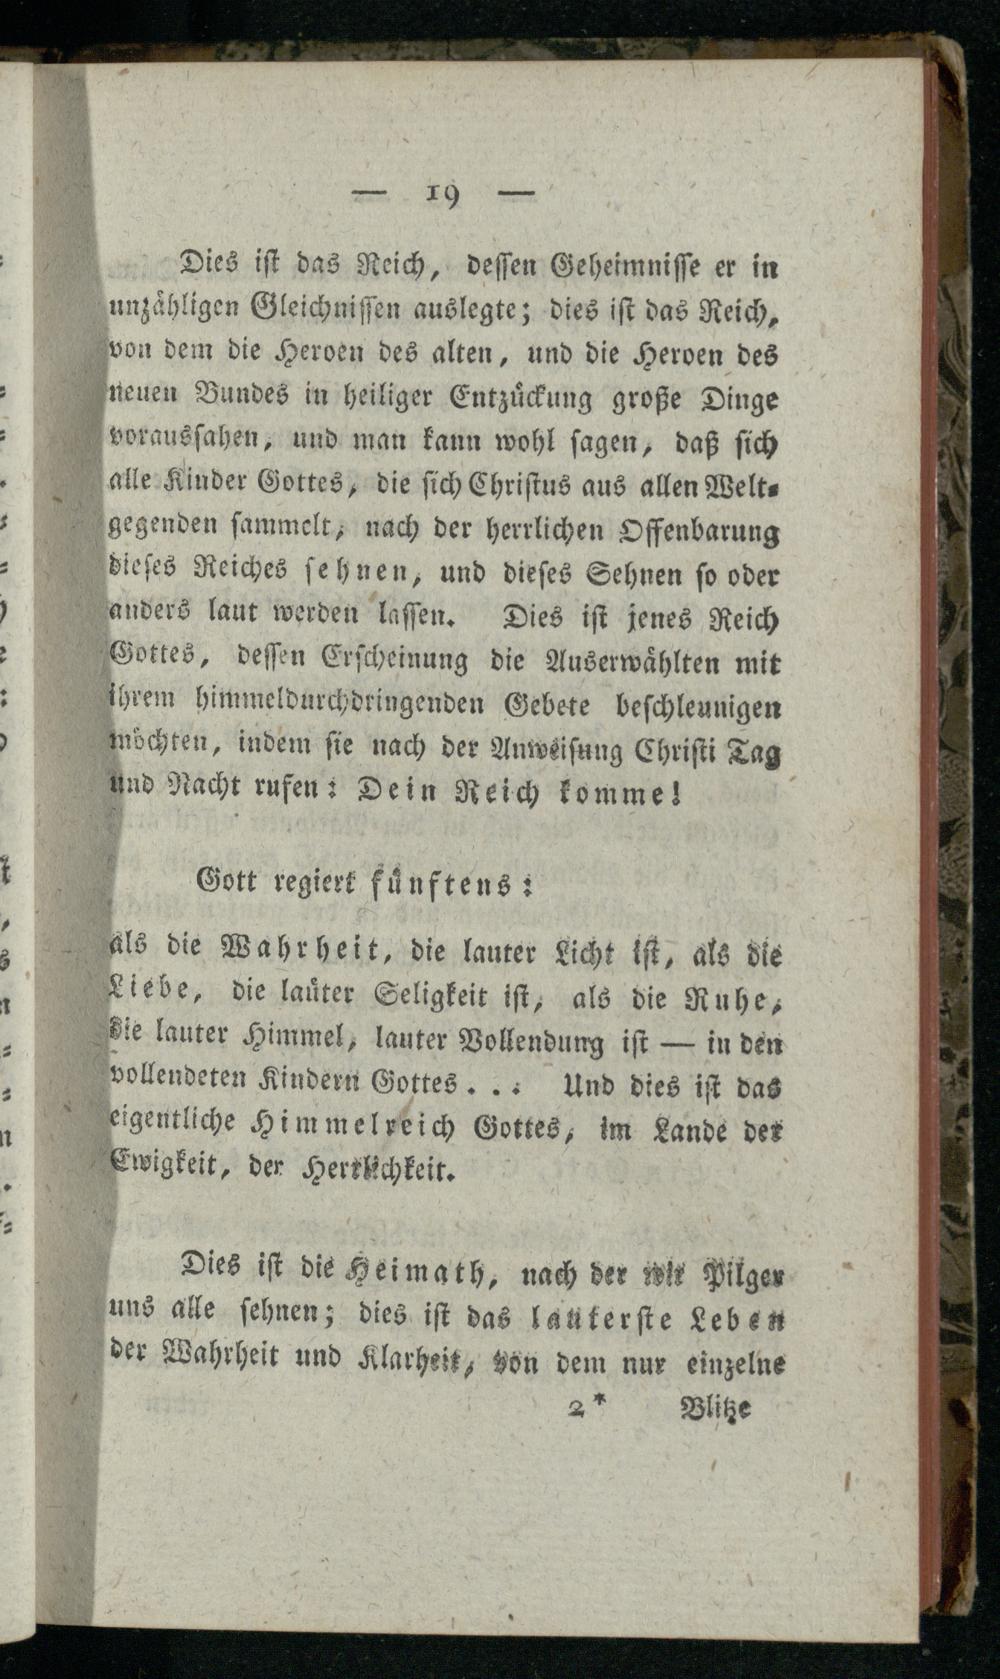 — 19 —
Dies ist das Reich, dessen Geheimnisse er in
unzähligen Gleichnissen auslegte; dies ist das Reich,
von dem die Heroen des alten, und die Heroen des
neuen Bundes in heiliger Entzückung große Dinge
voraussahen, und man kann wohl sagen, daß sich
alle Kinder Gottes, die sich Christus aus allen Welt-
gegenden sammelt, nach der herrlichen Offenbarung
dieses Reiches sehnen, und dieses Sehnen so oder
anders laut werden lassen. Dies ist jenes Reich
Gottes, dessen Erscheinung die Auserwählten mit
ihrem himmeldurchdringenden Gebete beschleunigen
möchten, indem sie nach der Anweisung Christi Tag
und Nacht rufen: Dein Reich komme!
Gott regiert fünftens:
als die Wahrheit, die lauter Licht ist, als die
Liebe, die lauter Seligkeit ist, als die Ruhe,
die lauter Himmel, lauter Vollendung ist — in den
vollendeten Kindern Gottes... Und dies ist das
eigentliche Himmelreich Gottes, im Lande der
Ewigkeit, der Herrlichkeit.
Dies ist die Heimath, nach der wir Pilger
uns alle sehnen; dies ist das lauterste Leben
der Wahrheit und Klarheit, von dem nur einzelne
2* Blitze